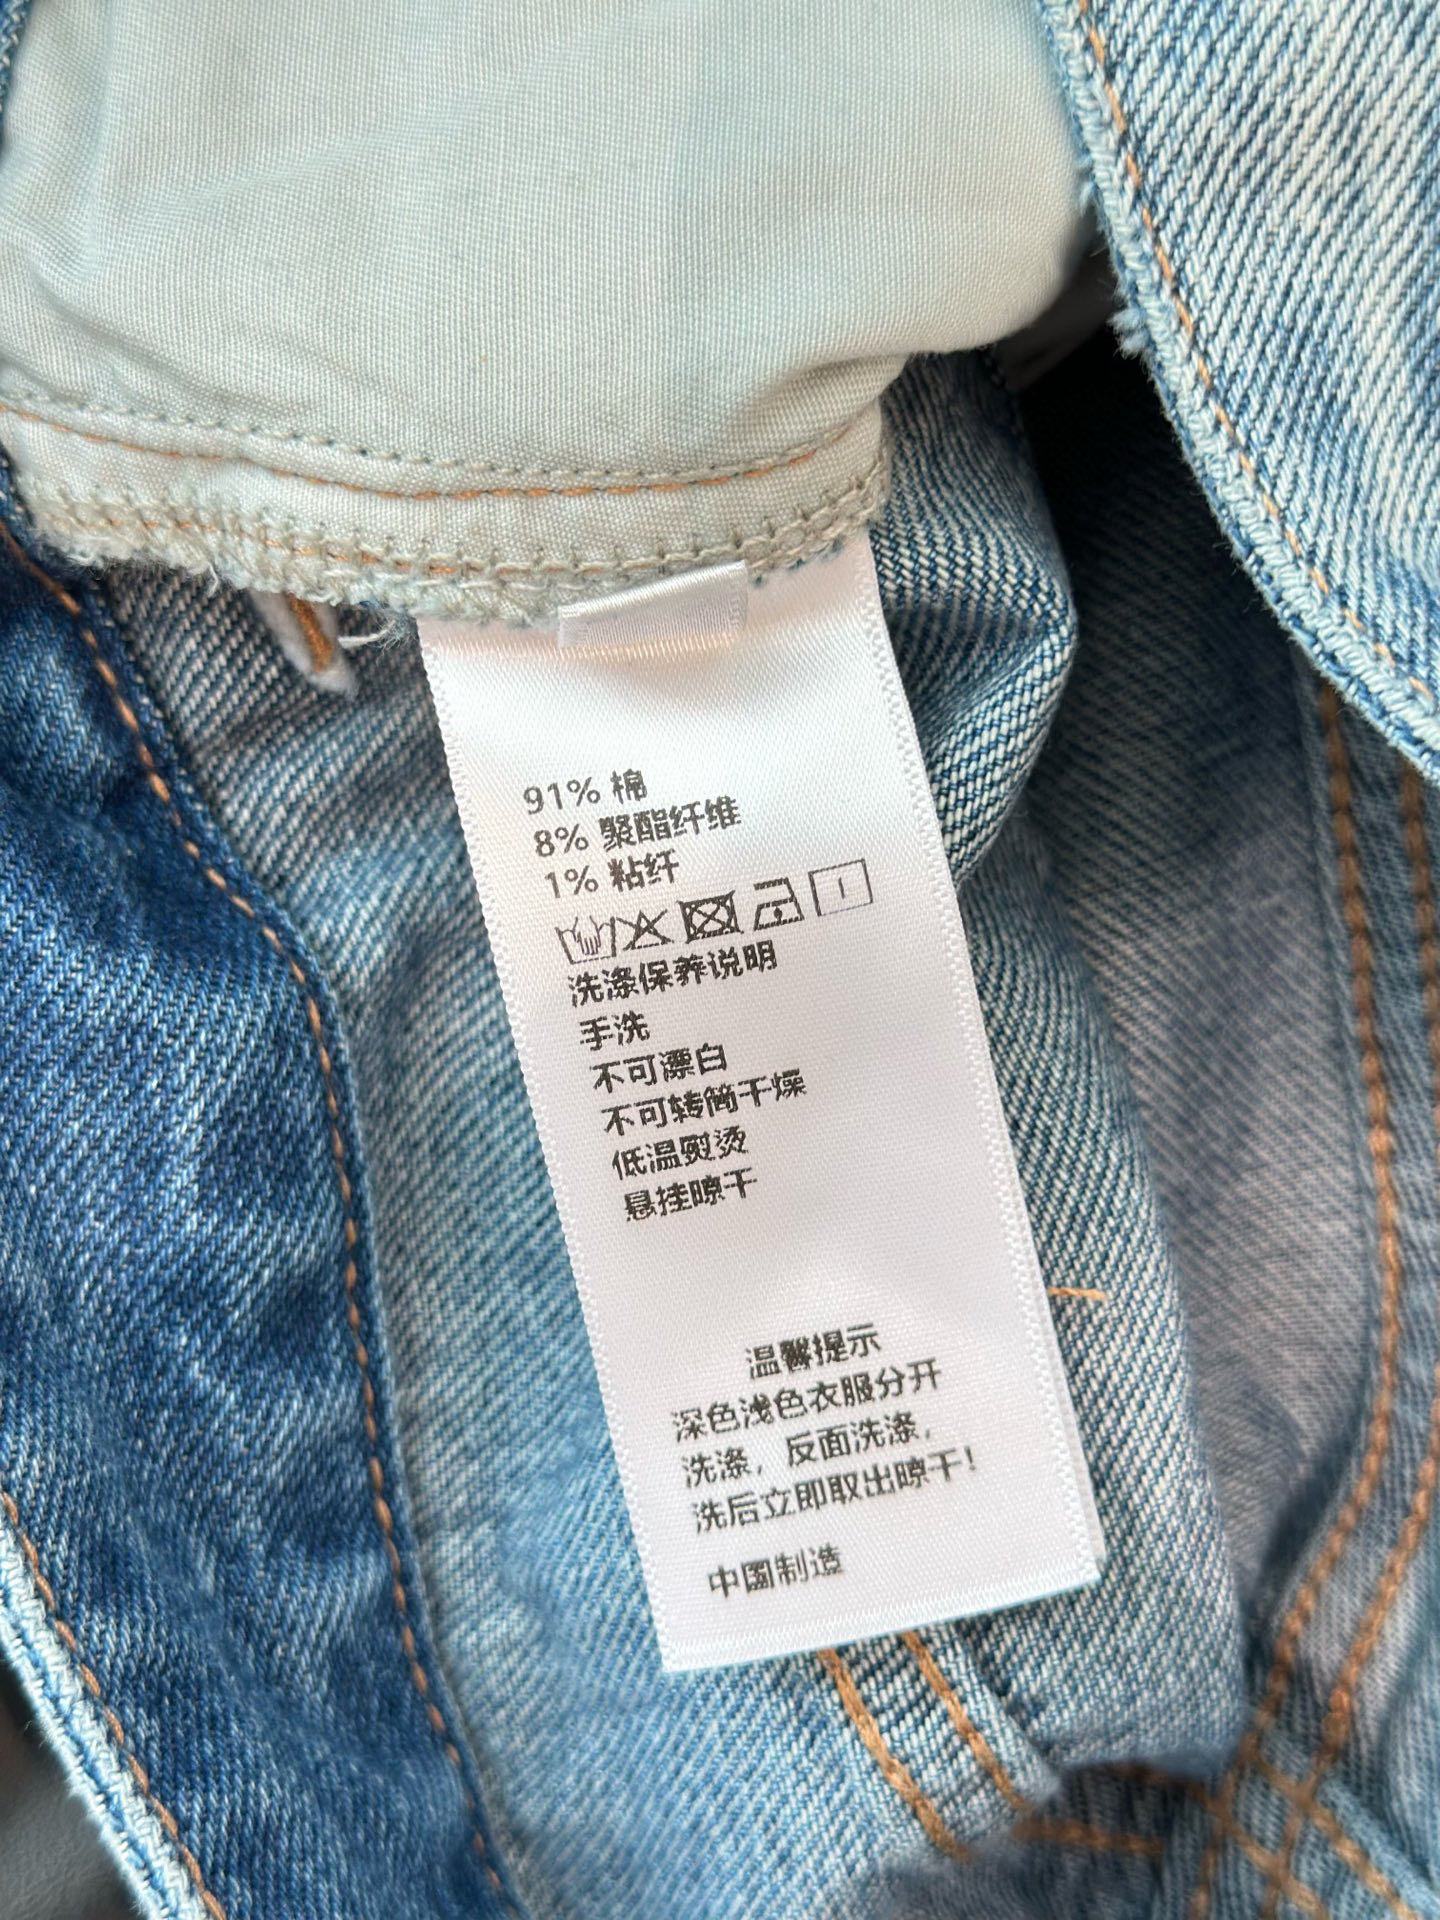 91% 棉
8% 聚酯纤维
1% 粘纤
洗涤保养说明
手洗
不可漂白
不可转筒干燥
低温熨烫
悬挂晾干
温馨提示
深色浅色衣服分开
洗涤，反面洗涤，
洗后立即取出晾干！
中国制造